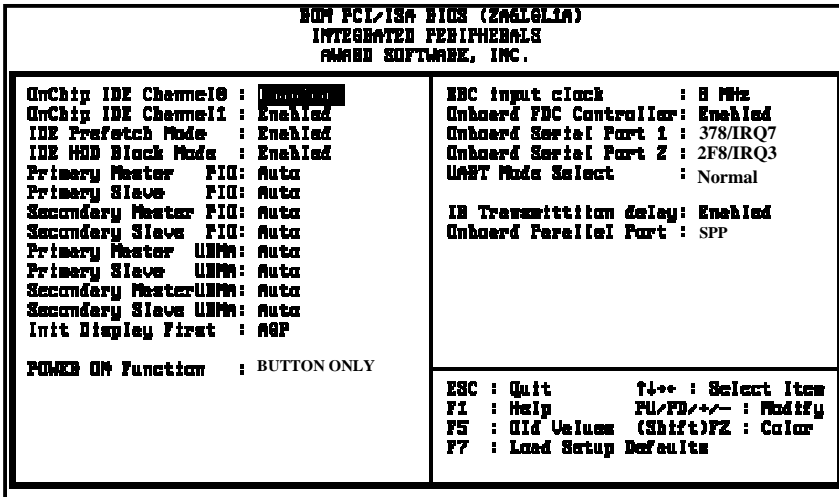 ROM PCI/ISA BIOS (2A6LGL1A)
INTEGRATED PERIPHERALS
AWARD SOFTWARE, INC.
OnChip IDE Channel0 :
OnChip IDE Channel1 : Enabled
IDE Prefetch Mode : Enabled
IDE HDD Block Mode : Enabled
Primary Master PIO: Auto
Primary Slave PIO: Auto
Secondary Master PIO: Auto
Secondary Slave PIO: Auto
Primary Master UDMA: Auto
Primary Slave UDMA: Auto
Secondary MasterUDMA: Auto
Secondary Slave UDMA: Auto
Init Display First : AGP
POWER ON Function : BUTTON ONLY
KBC input clock : 8 MHz
Onboard FDC Controller: Enabled
Onboard Serial Port 1 : 378/IRQ7
Onboard Serial Port 2 : 2F8/IRQ3
UART Mode Select : Normal
IR Transmittiton delay: Enabled
Onboard Parallel Port : SPP
ESC : Quit ↑↓→← : Select Item
F1 : Help PU/PD/+/- : Modify
F5 : Old Values (Shift)F2 : Color
F7 : Load Setup Defaults